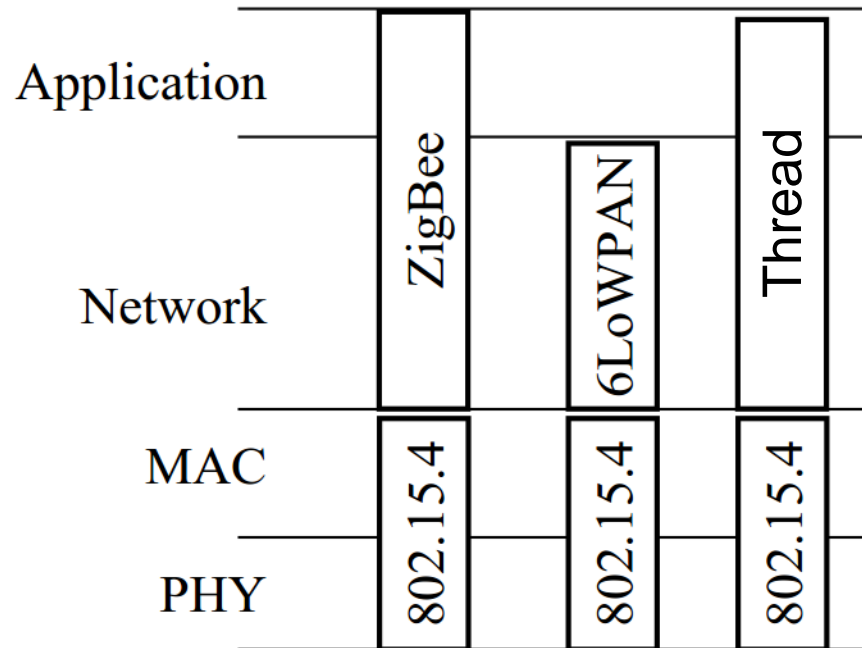 Application
Network
MAC
PHY
ZigBee
802.15.4
6LoWPAN
802.15.4
Thread
802.15.4